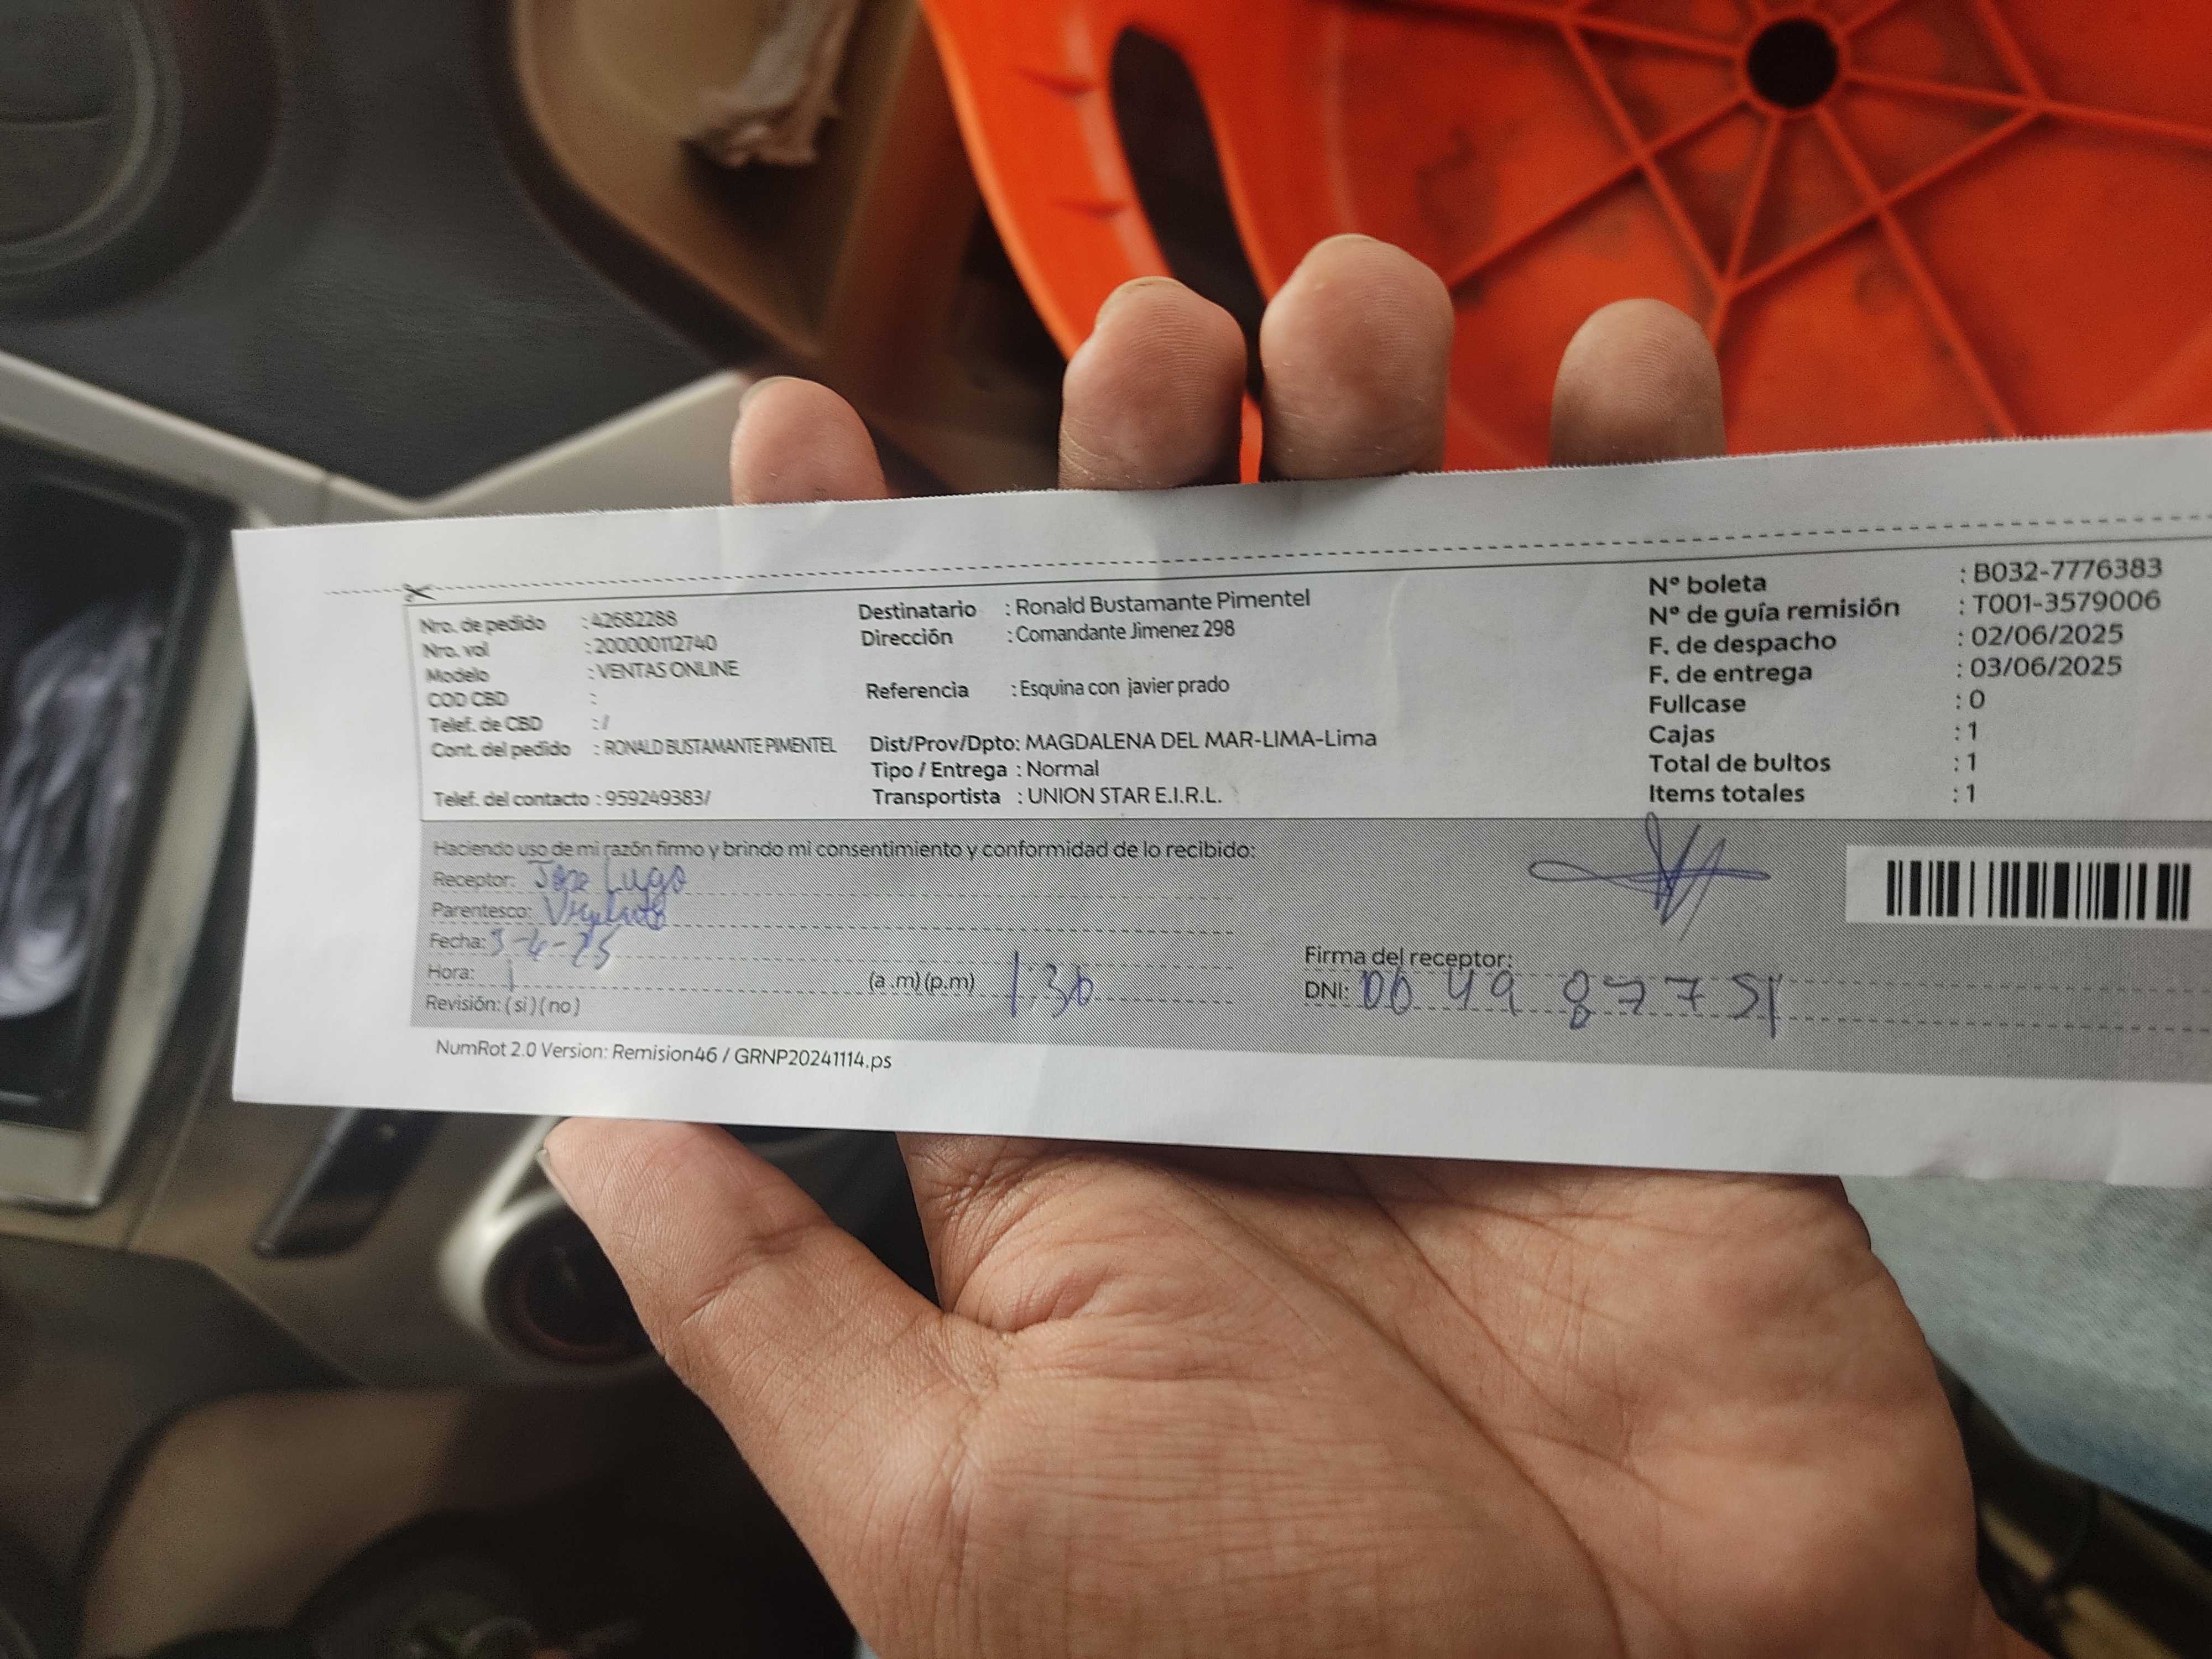 Nro. de pedido : 42682288
Nro. vol : 200000112740
Modelo : VENTAS ONLINE
COD CBD :
Telef. de CBD : /
Cont. del pedido : RONALD BUSTAMANTE PIMENTEL
Telef. del contacto : 959249383/
Destinatario : Ronald Bustamante Pimentel
Dirección : Comandante Jimenez 298
Referencia : Esquina con javier prado
Dist/Prov/Dpto: MAGDALENA DEL MAR-LIMA-Lima
Tipo / Entrega : Normal
Transportista : UNION STAR E.I.R.L.
N° boleta : B032-7776383
N° de guía remisión : T001-3579006
F. de despacho : 02/06/2025
F. de entrega : 03/06/2025
Fullcase : 0
Cajas : 1
Total de bultos : 1
Items totales : 1
Haciendo uso de mi razón firmo y brindo mi consentimiento y conformidad de lo recibido:
Receptor: Jose Lugo
Parentesco: Vigilante
Fecha:
Hora: (a .m) (p.m) 1:30
Revisión: ( si ) ( no )
Firma del receptor:
DNI:
NumRot 2.0 Version: Remision46 / GRNP20241114.ps